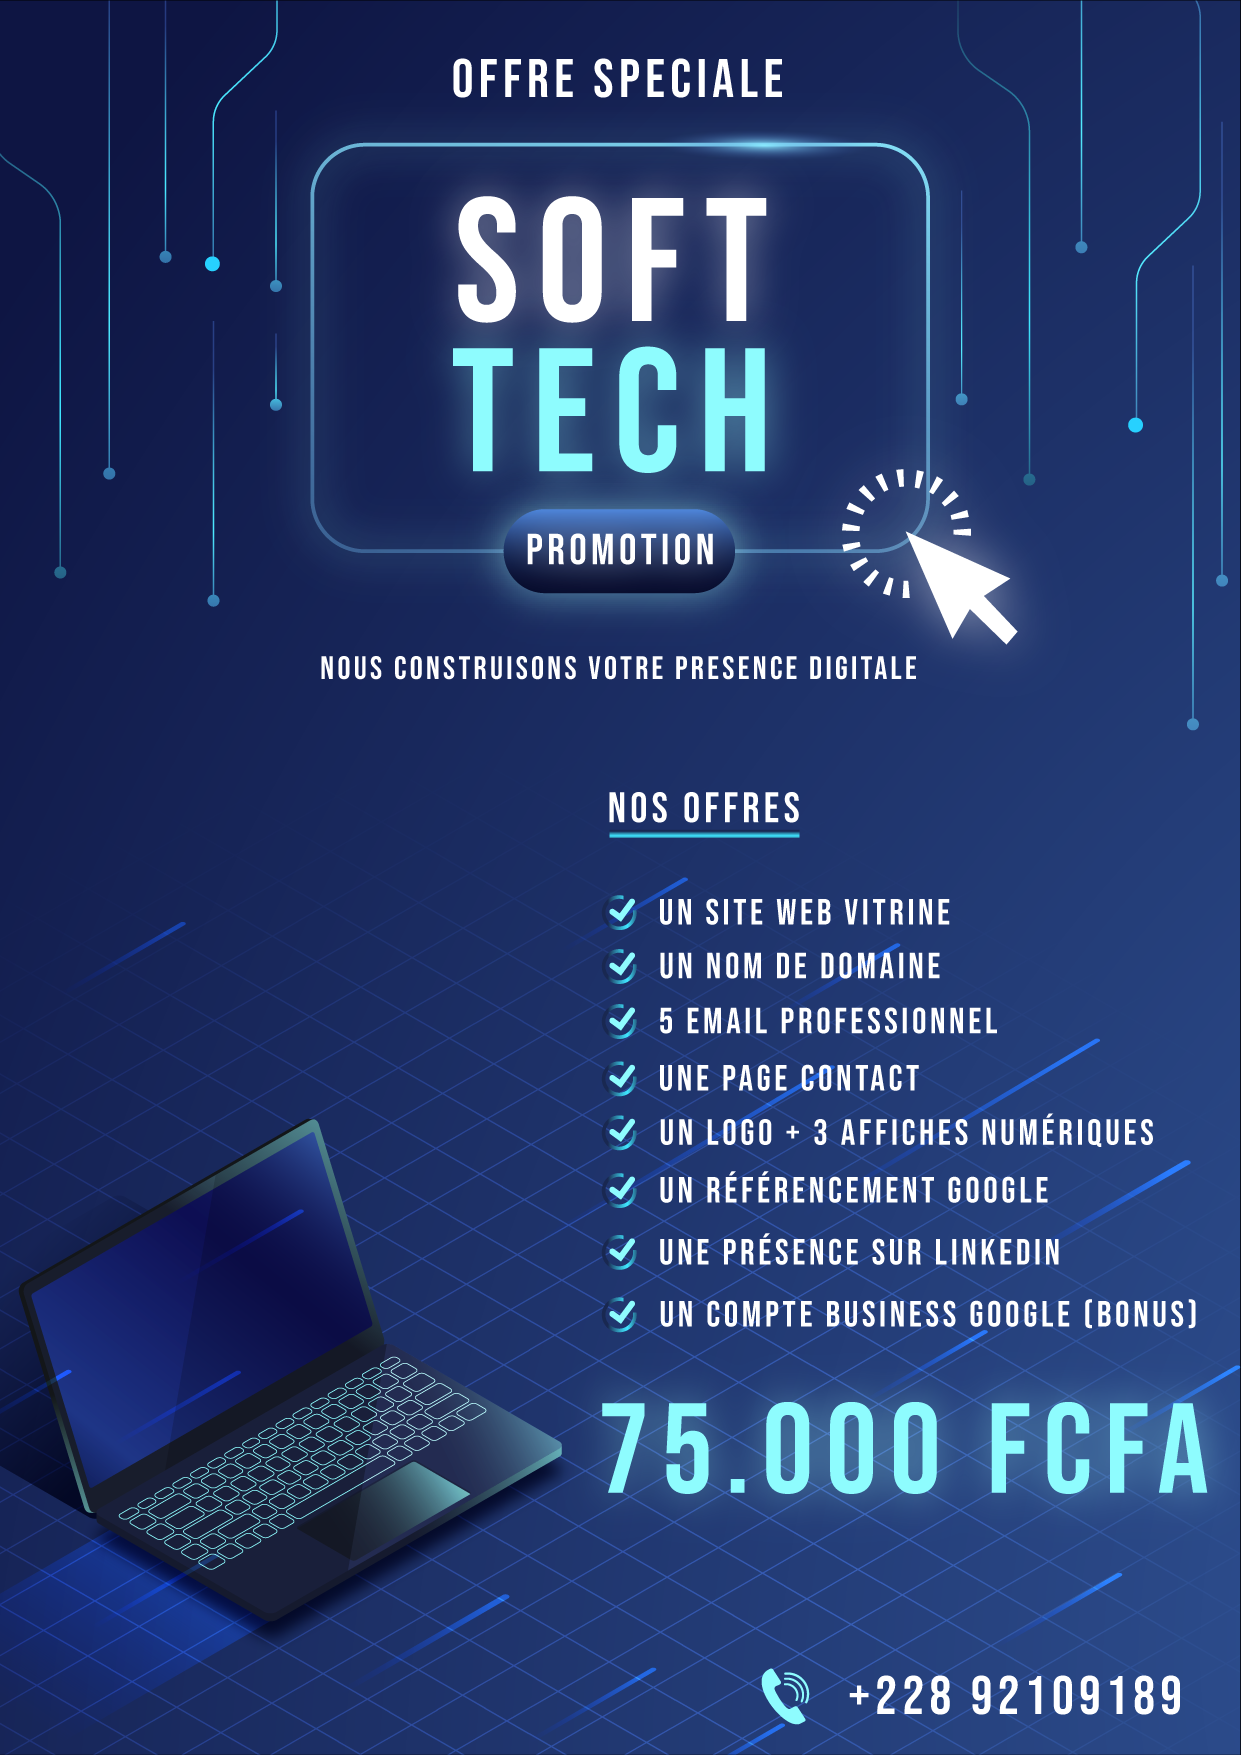 OFFRE SPECIALE
SOFT
TECH
PROMOTION
NOUS CONSTRUISONS VOTRE PRESENCE DIGITALE
NOS OFFRES
UN SITE WEB VITRINE
UN NOM DE DOMAINE
5 EMAIL PROFESSIONNEL
UNE PAGE CONTACT
UN LOGO + 3 AFFICHES NUMÉRIQUES
UN RÉFÉRENCEMENT GOOGLE
UNE PRÉSENCE SUR LINKEDIN
UN COMPTE BUSINESS GOOGLE (BONUS)
75.000 FCFA
+228 92109189